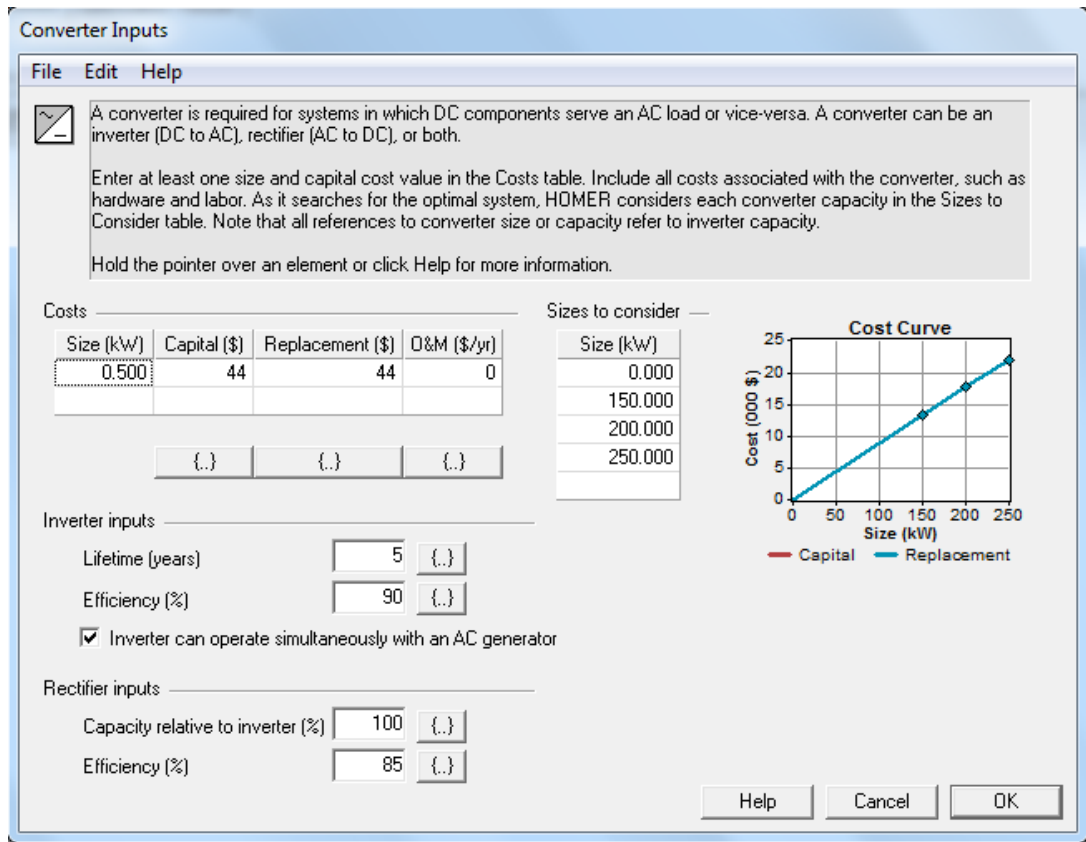 Converter Inputs
File Edit Help
A converter is required for systems in which DC components serve an AC load or vice-versa. A converter can be an
inverter (DC to AC), rectifier (AC to DC), or both.
Enter at least one size and capital cost value in the Costs table. Include all costs associated with the converter, such as
hardware and labor. As it searches for the optimal system, HOMER considers each converter capacity in the Sizes to
Consider table. Note that all references to converter size or capacity refer to inverter capacity.
Hold the pointer over an element or click Help for more information.
Costs
Size (kW) Capital ($) Replacement ($) O&M ($/yr)
0.500 44 44 0
{..} {..} {..}
Sizes to consider
Size (kW)
0.000
150.000
200.000
250.000
Cost Curve
25
20
15
10
5
0
Cost (000 $)
0 50 100 150 200 250
Size (kW)
Capital Replacement
Inverter inputs
Lifetime (years) 5 {..}
Efficiency (%) 90 {..}
Inverter can operate simultaneously with an AC generator
Rectifier inputs
Capacity relative to inverter (%) 100 {..}
Efficiency (%) 85 {..}
Help Cancel OK